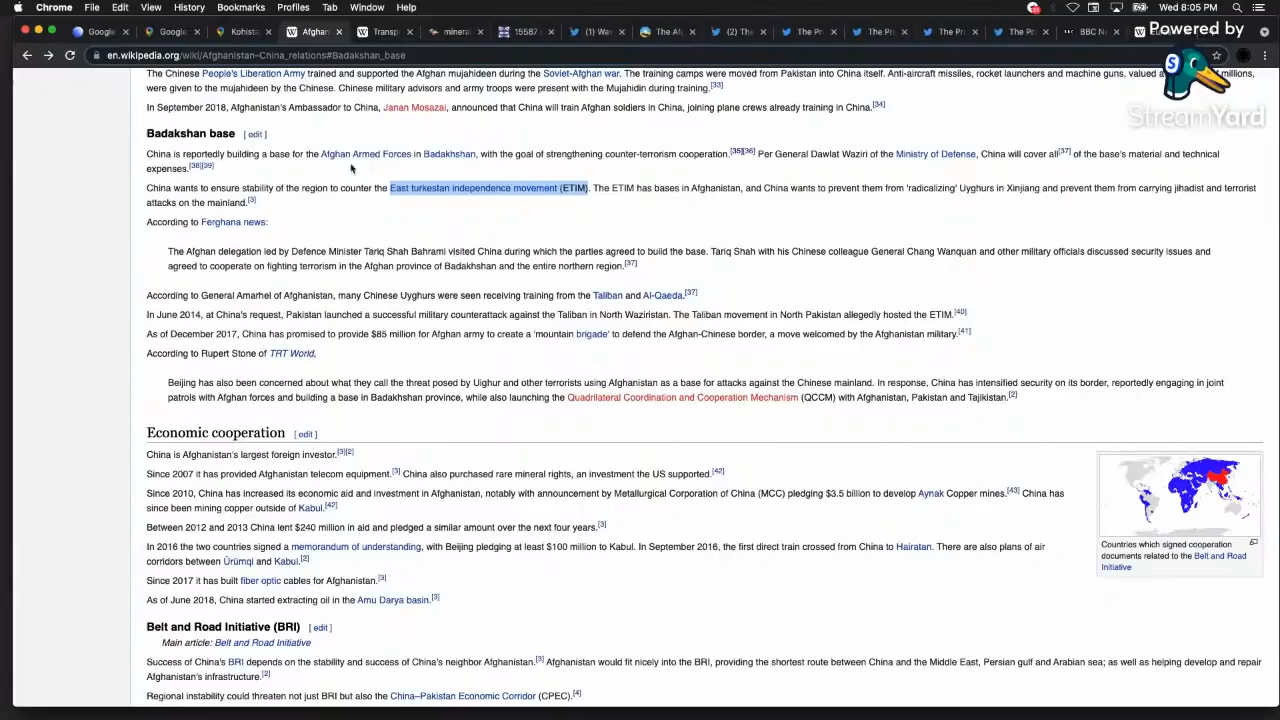 Chrome File Edit View History Bookmarks Profiles Tab Window Help Wed 8:05 PM
Powered by
Google Google Kohist Afghan Transp mineral 15587 (1) Wa The Af (2) The The Pr The Pr The Pr The Pr BBC N
en.wikipedia.org/wiki/Afghanistan–China_relations#Badakshan_base
StreamYard
The Chinese People's Liberation Army trained and supported the Afghan mujahideen during the Soviet-Afghan war. The training camps were moved from Pakistan into China itself. Anti-aircraft missiles, rocket launchers and machine guns, valued millions,
were given to the mujahideen by the Chinese. Chinese military advisors and army troops were present with the Mujahidin during training.[33]
In September 2018, Afghanistan's Ambassador to China, Janan Mosazai, announced that China will train Afghan soldiers in China, joining plane crews already training in China.[34]
Badakshan base [ edit ]
China is reportedly building a base for the Afghan Armed Forces in Badakhshan, with the goal of strengthening counter-terrorism cooperation.[35][36] Per General Dawlat Waziri of the Ministry of Defense, China will cover all[37] of the base's material and technical
expenses.[38][39]
China wants to ensure stability of the region to counter the East turkestan independence movement (ETIM). The ETIM has bases in Afghanistan, and China wants to prevent them from 'radicalizing' Uyghurs in Xinjiang and prevent them from carrying jihadist and terrorist
attacks on the mainland.[3]
According to Ferghana news:
The Afghan delegation led by Defence Minister Tariq Shah Bahrami visited China during which the parties agreed to build the base. Tariq Shah with his Chinese colleague General Chang Wanquan and other military officials discussed security issues and
agreed to cooperate on fighting terrorism in the Afghan province of Badakhshan and the entire northern region.[37]
According to General Amarhel of Afghanistan, many Chinese Uyghurs were seen receiving training from the Taliban and Al-Qaeda.[37]
In June 2014, at China's request, Pakistan launched a successful military counterattack against the Taliban in North Waziristan. The Taliban movement in North Pakistan allegedly hosted the ETIM.[40]
As of December 2017, China has promised to provide $85 million for Afghan army to create a 'mountain brigade' to defend the Afghan-Chinese border, a move welcomed by the Afghanistan military.[41]
According to Rupert Stone of TRT World,
Beijing has also been concerned about what they call the threat posed by Uighur and other terrorists using Afghanistan as a base for attacks against the Chinese mainland. In response, China has intensified security on its border, reportedly engaging in joint
patrols with Afghan forces and building a base in Badakhshan province, while also launching the Quadrilateral Coordination and Cooperation Mechanism (QCCM) with Afghanistan, Pakistan and Tajikistan.[2]
Economic cooperation [ edit ]
China is Afghanistan's largest foreign investor.[3][2]
Since 2007 it has provided Afghanistan telecom equipment.[3] China also purchased rare mineral rights, an investment the US supported.[42]
Since 2010, China has increased its economic aid and investment in Afghanistan, notably with announcement by Metallurgical Corporation of China (MCC) pledging $3.5 billion to develop Aynak Copper mines.[43] China has
since been mining copper outside of Kabul.[42]
Between 2012 and 2013 China lent $240 million in aid and pledged a similar amount over the next four years.[3]
In 2016 the two countries signed a memorandum of understanding, with Beijing pledging at least $100 million to Kabul. In September 2016, the first direct train crossed from China to Hairatan. There are also plans of air
corridors between Ürümqi and Kabul.[2]
Since 2017 it has built fiber optic cables for Afghanistan.[3]
As of June 2018, China started extracting oil in the Amu Darya basin.[3]
Countries which signed cooperation
documents related to the Belt and Road
Initiative
Belt and Road Initiative (BRI) [ edit ]
Main article: Belt and Road Initiative
Success of China's BRI depends on the stability and success of China's neighbor Afghanistan.[3] Afghanistan would fit nicely into the BRI, providing the shortest route between China and the Middle East, Persian gulf and Arabian sea; as well as helping develop and repair
Afghanistan's infrastructure.[2]
Regional instability could threaten not just BRI but also the China–Pakistan Economic Corridor (CPEC).[4]